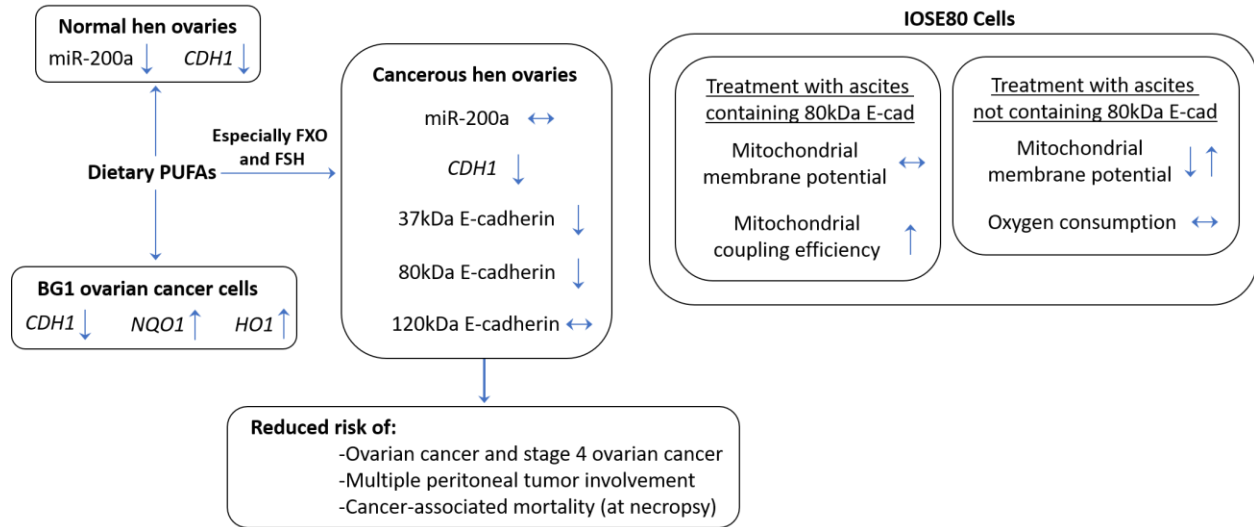 Normal hen ovaries
miR-200a ↓ CDH1 ↓
Especially FXO
and FSH
Dietary PUFAs
BG1 ovarian cancer cells
CDH1 ↓ NQO1 ↑ HO1 ↑
Cancerous hen ovaries
miR-200a ↔
CDH1 ↓
37kDa E-cadherin ↓
80kDa E-cadherin ↓
120kDa E-cadherin ↔
Reduced risk of:
-Ovarian cancer and stage 4 ovarian cancer
-Multiple peritoneal tumor involvement
-Cancer-associated mortality (at necropsy)
IOSE80 Cells
Treatment with ascites
containing 80kDa E-cad
Mitochondrial
membrane potential ↔
Mitochondrial
coupling efficiency ↑
Treatment with ascites
not containing 80kDa E-cad
Mitochondrial
membrane potential ↓ ↑
Oxygen consumption ↔